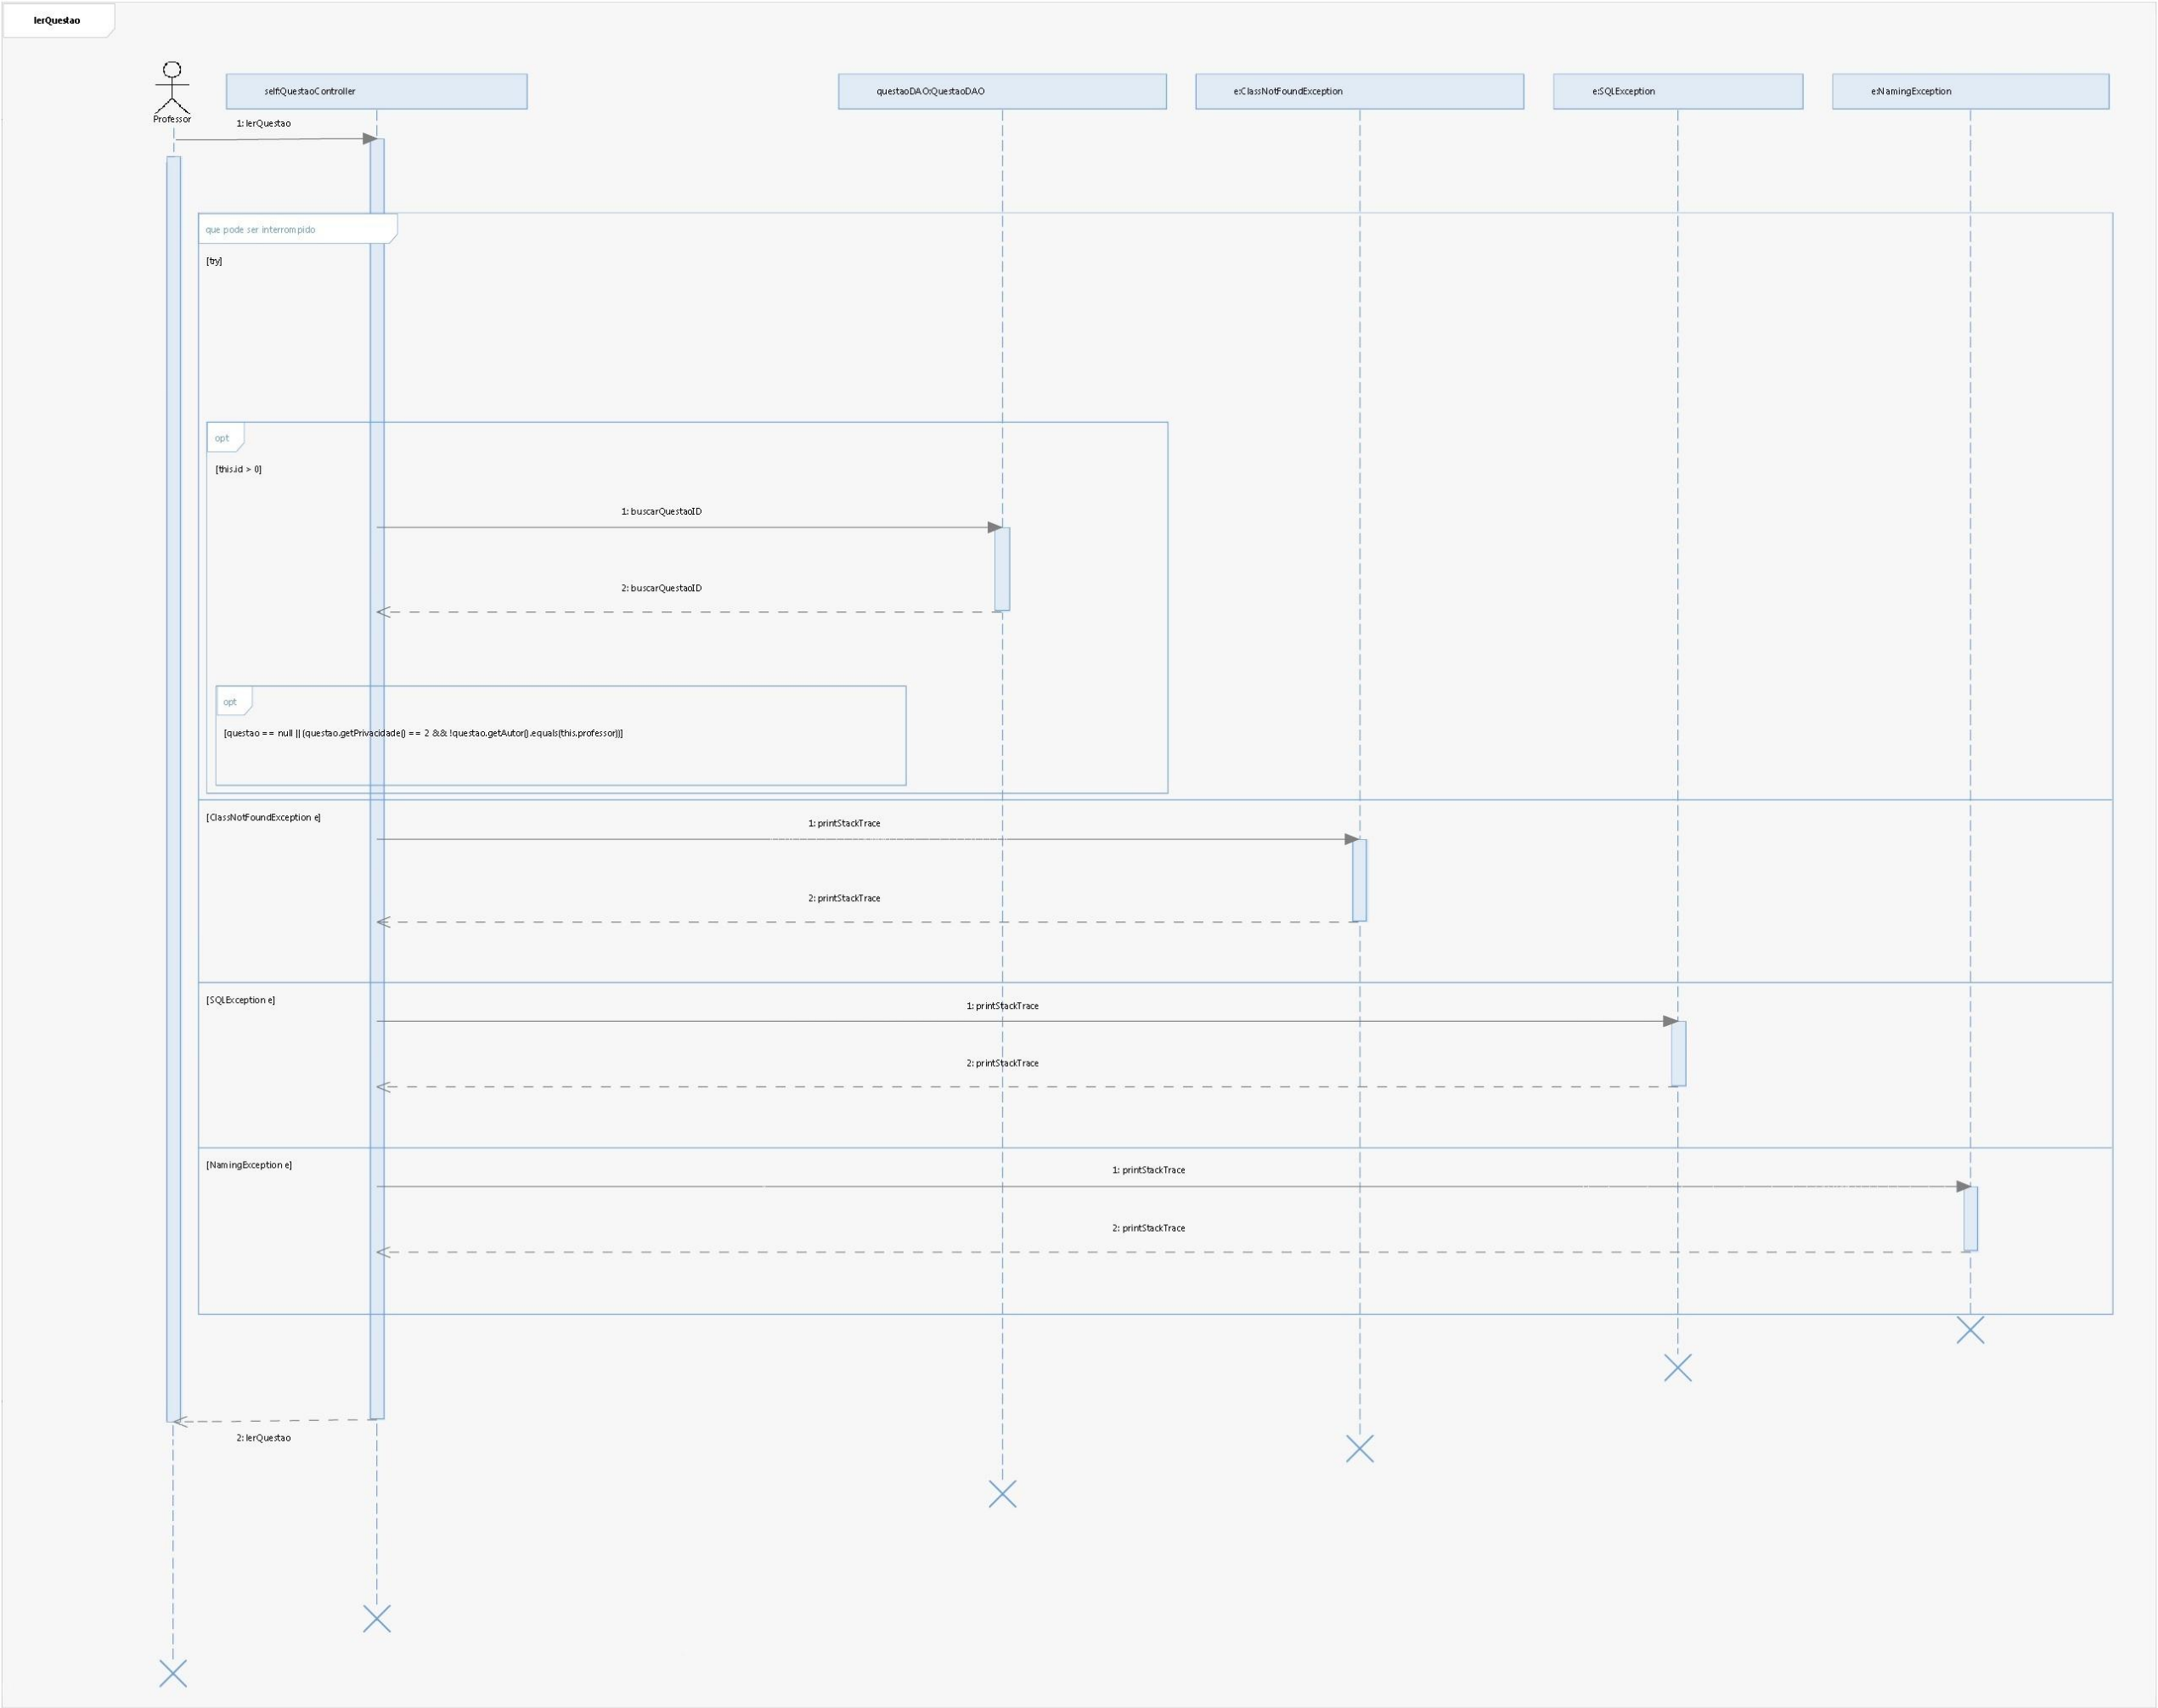 lerQuestao
Professor
self:QuestaoController
questaoDAO:QuestaoDAO
e:ClassNotFoundException
e:SQLException
e:NamingException
1: lerQuestao
que pode ser interrompido
[try]
opt
[this.id > 0]
1: buscarQuestaoID
2: buscarQuestaoID
opt
[questao == null || (questao.getPrivacidade() == 2 && !questao.getAutor().equals(this.professor))]
[ClassNotFoundException e]
1: printStackTrace
2: printStackTrace
[SQLException e]
1: printStackTrace
2: printStackTrace
[NamingException e]
1: printStackTrace
2: printStackTrace
2: lerQuestao